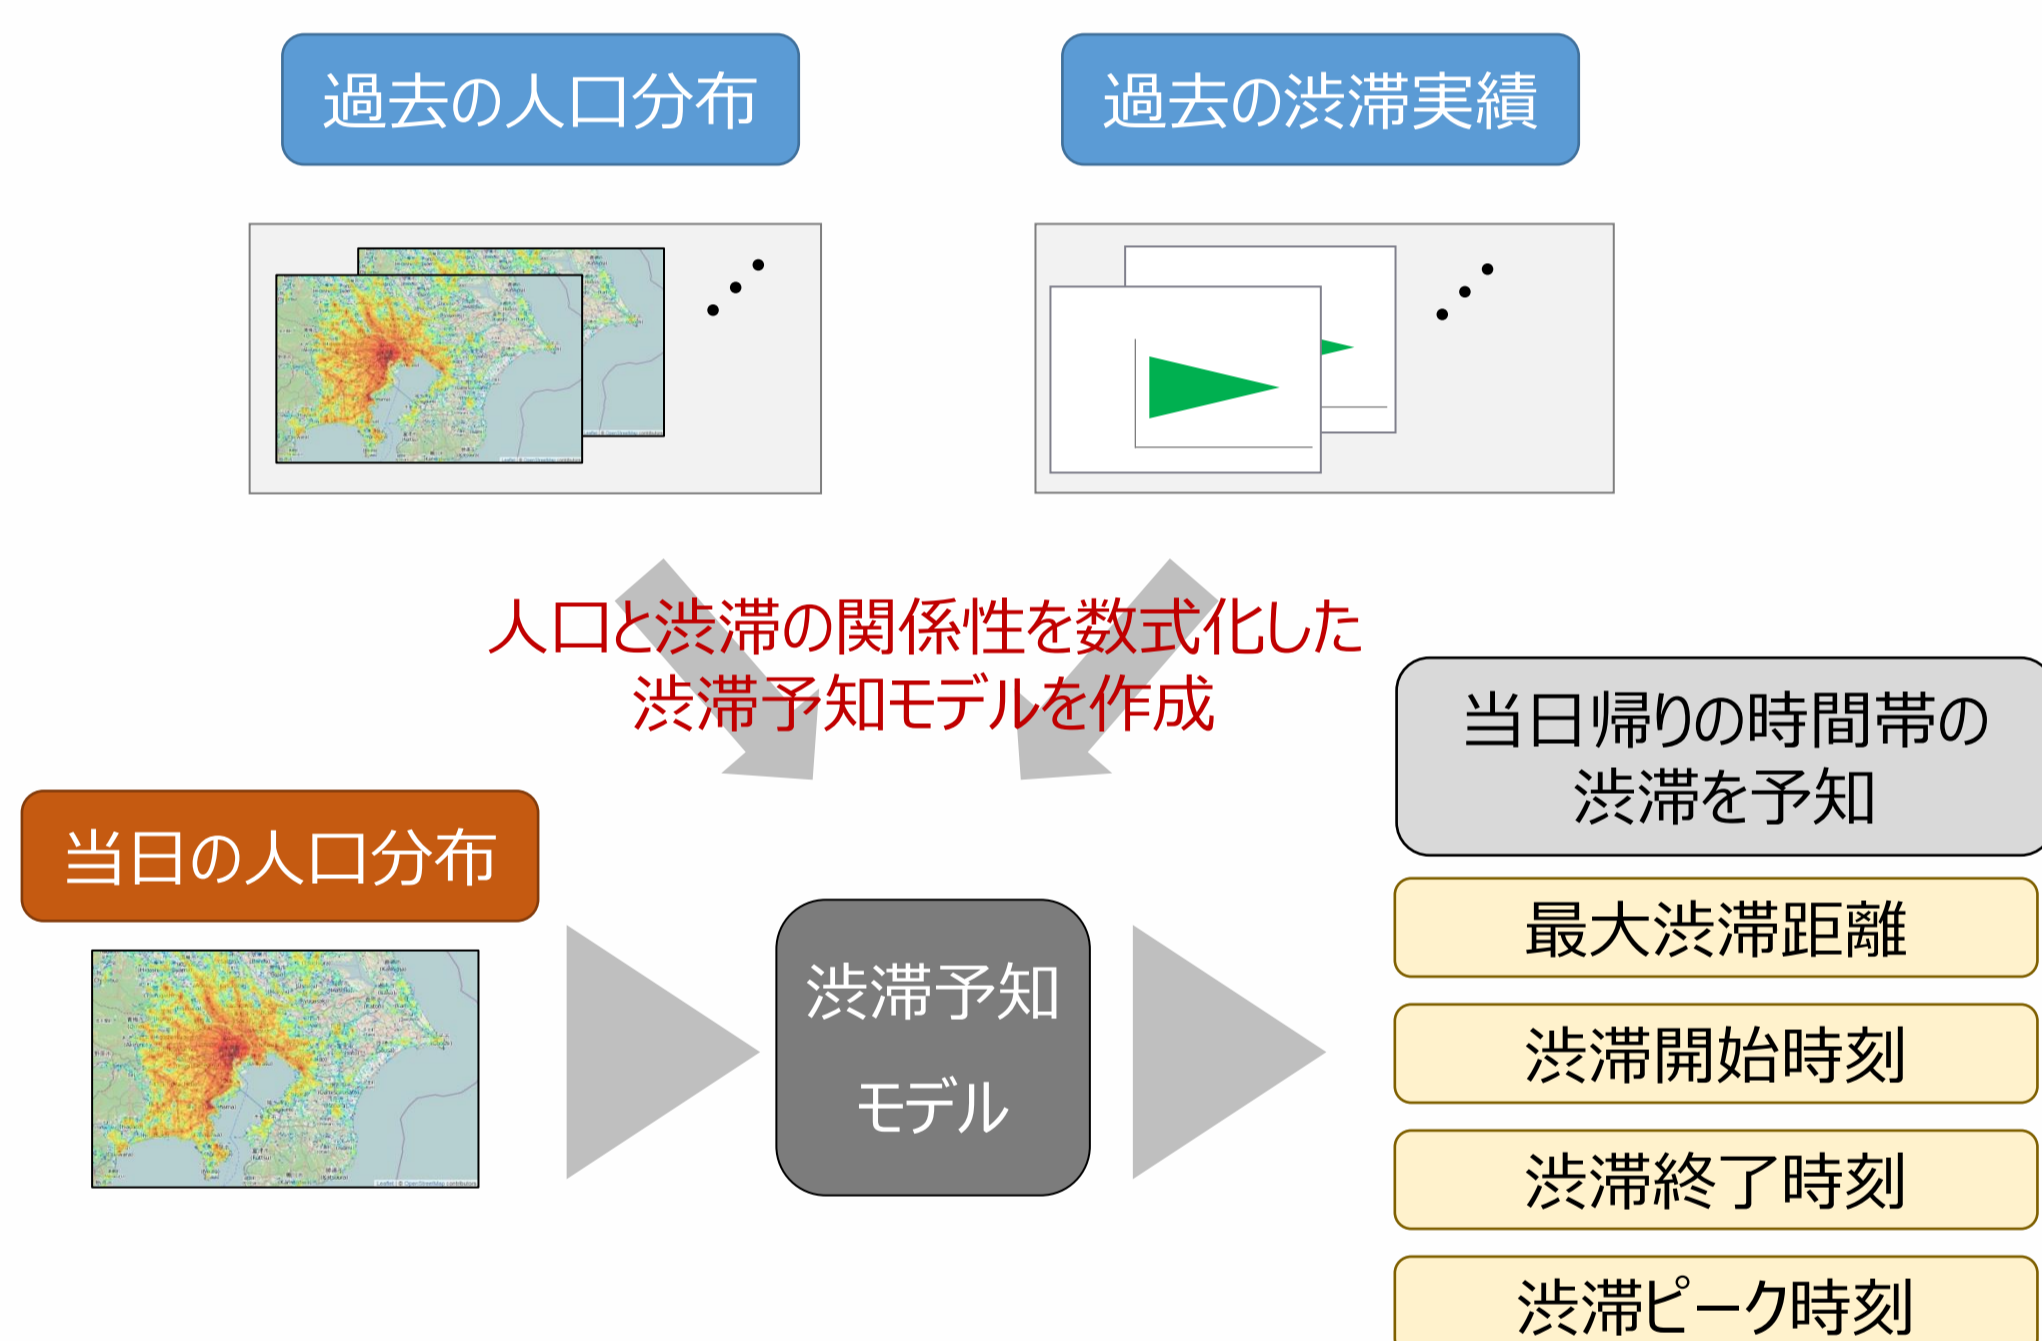 過去の人口分布
過去の渋滞実績
人口と渋滞の関係性を数式化した
渋滞予知モデルを作成
当日の人口分布
渋滞予知
モデル
当日帰りの時間帯の
渋滞を予知
最大渋滞距離
渋滞開始時刻
渋滞終了時刻
渋滞ピーク時刻